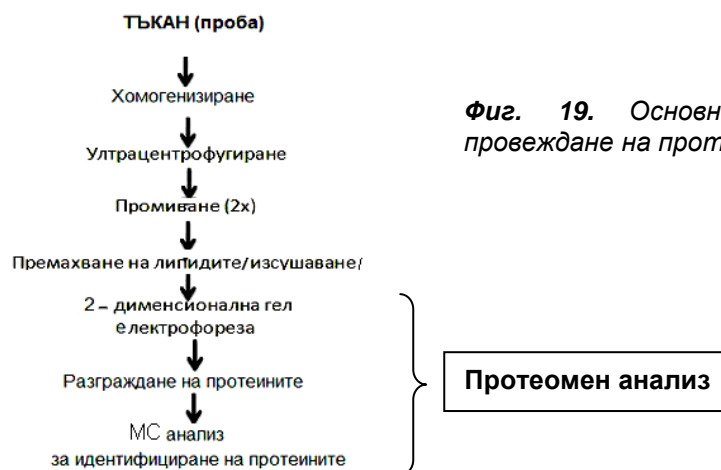 ТЪКАН (проба)
Хомогенизиране
Ултрацентрофугиране
Промиване (2х)
Премахване на липидите/изсушаване/
2 – дименсионална гел
електрофореза
Разграждане на протеините
МС анализ
за идентифициране на протеините
Фиг. 19. Основн
провеждане на прот
Протеомен анализ